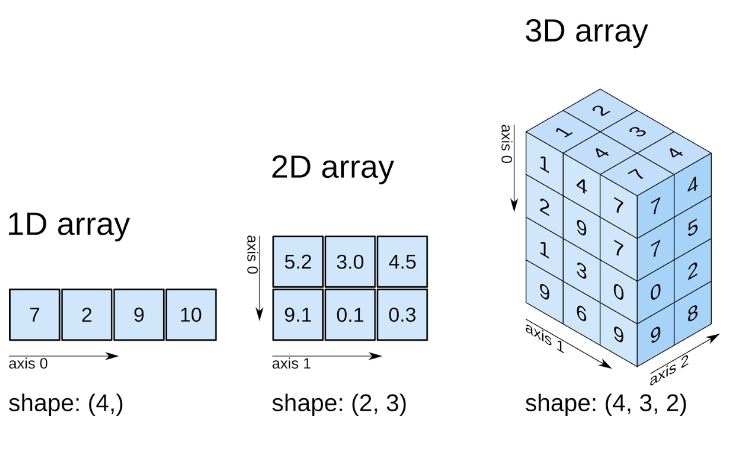 1D array
7 2 9 10
axis 0
shape: (4,)
2D array
axis 0
5.2 3.0 4.5
9.1 0.1 0.3
axis 1
shape: (2, 3)
3D array
axis 0
1 2
4 3
7 4
1 4 7
2 9 7
1 3 0
9 6 9
7 4
7 5
0 2
9 8
axis 1
axis 2
shape: (4, 3, 2)